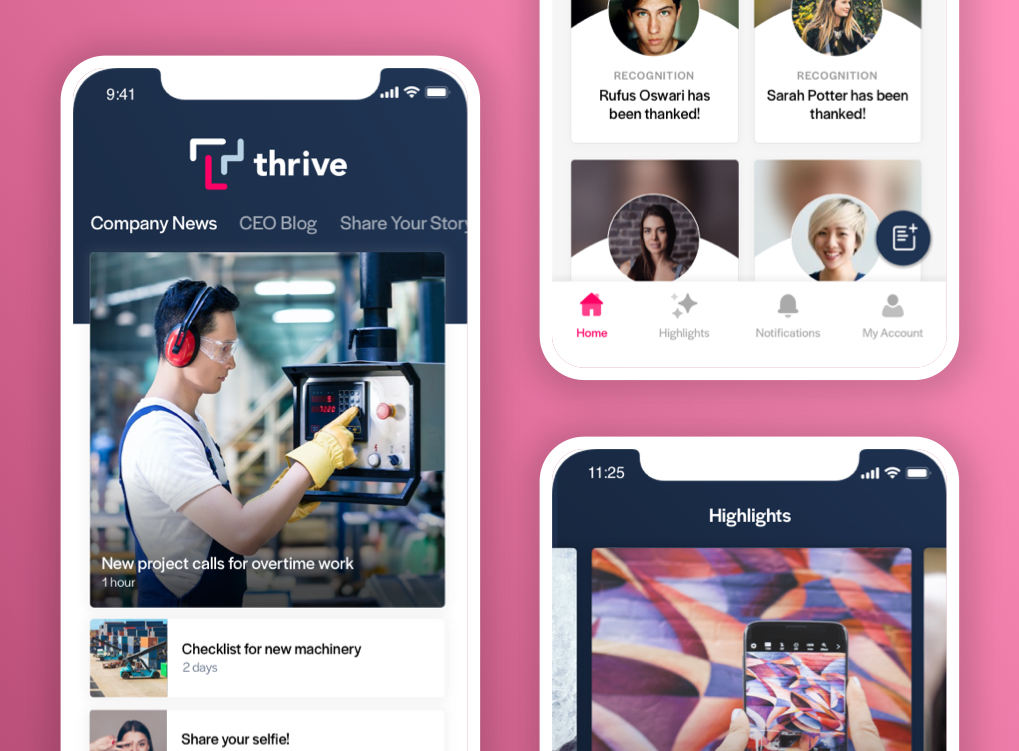 9:41
thrive
Company News CEO Blog Share Your Story
New project calls for overtime work
1 hour
Checklist for new machinery
2 days
Share your selfie!
RECOGNITION
Rufus Oswari has
been thanked!
RECOGNITION
Sarah Potter has been
thanked!
Home Highlights Notifications My Account
11:25
Highlights